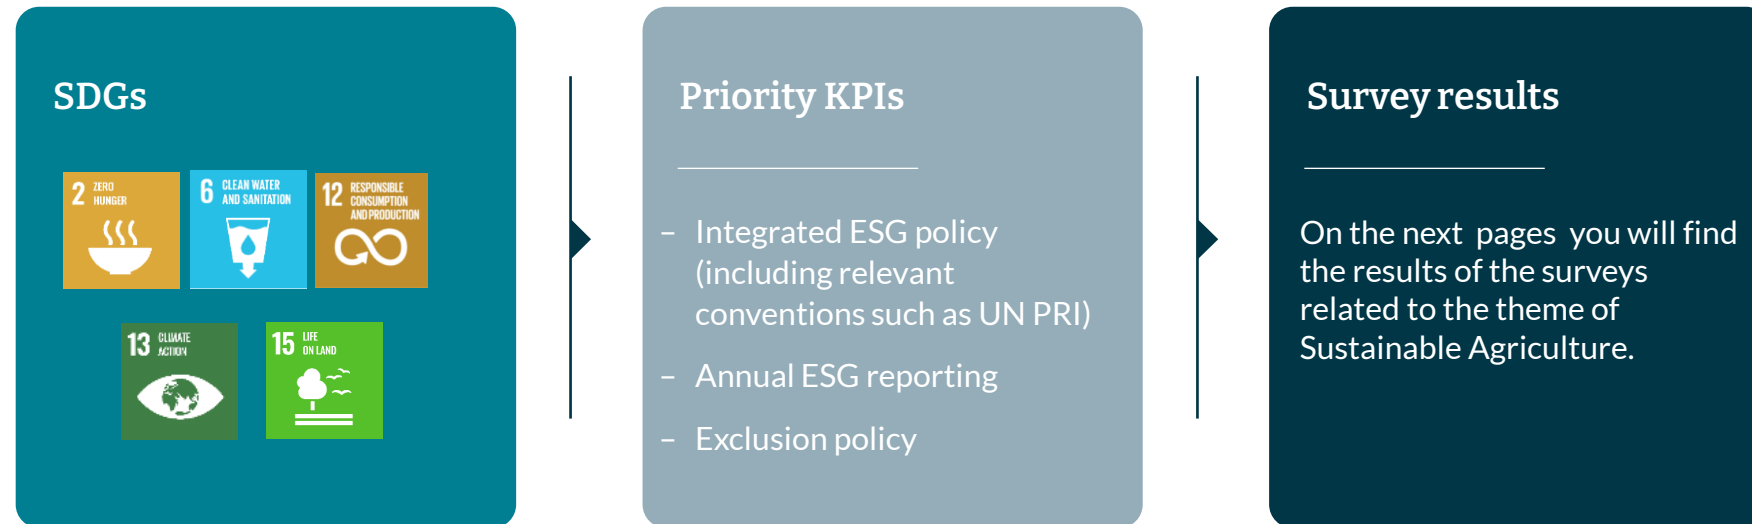 SDGs
2 ZERO
HUNGER
6 CLEAN WATER
AND SANITATION
12 RESPONSIBLE
CONSUMPTION
AND PRODUCTION
13 CLIMATE
ACTION
15 LIFE
ON LAND
Priority KPIs
– Integrated ESG policy
(including relevant
conventions such as UN PRI)
– Annual ESG reporting
– Exclusion policy
Survey results
On the next pages you will find
the results of the surveys
related to the theme of
Sustainable Agriculture.